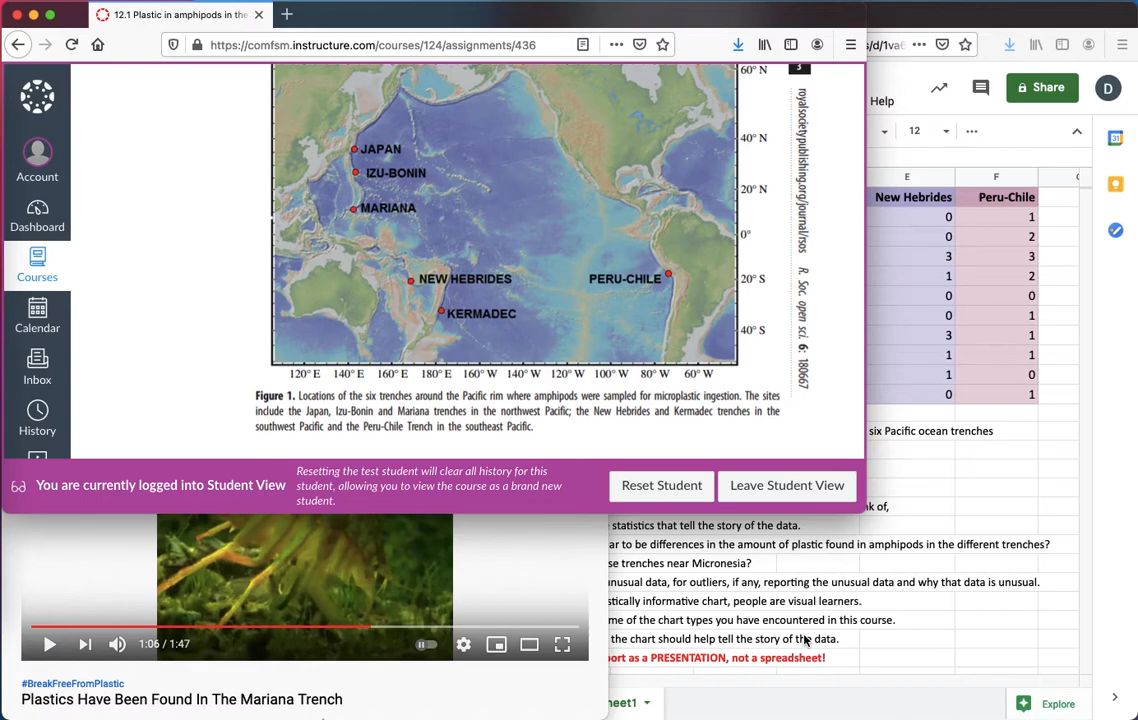 12.1 Plastic in amphipods in the
https://comfsm.instructure.com/courses/124/assignments/436
s/d/1va6
Help
Share
D
12
Account
Dashboard
Courses
Calendar
Inbox
History
60° N
40° N
20° N
0°
20° S
40° S
JAPAN
IZU-BONIN
MARIANA
NEW HEBRIDES
PERU-CHILE
KERMADEC
120° E 140° E 160° E 180° E 160° W 140° W 120° W 100° W 80° W 60° W
3
royalsocietypublishing.org/journal/rsos
R. Soc. open sci. 6: 180667
Figure 1. Locations of the six trenches around the Pacific rim where amphipods were sampled for microplastic ingestion. The sites
include the Japan, Izu-Bonin and Mariana trenches in the northwest Pacific; the New Hebrides and Kermadec trenches in the
southwest Pacific and the Peru-Chile Trench in the southeast Pacific.
You are currently logged into Student View
Resetting the test student will clear all history for this
student, allowing you to view the course as a brand new
student.
Reset Student
Leave Student View
E F
New Hebrides Peru-Chile
0 1
0 2
3 3
1 2
0 0
0 1
3 1
1 1
1 0
0 1
six Pacific ocean trenches
nk of,
statistics that tell the story of the data.
ar to be differences in the amount of plastic found in amphipods in the different trenches?
se trenches near Micronesia?
nusual data, for outliers, if any, reporting the unusual data and why that data is unusual.
stically informative chart, people are visual learners.
me of the chart types you have encountered in this course.
the chart should help tell the story of the data.
port as a PRESENTATION, not a spreadsheet!
heet1
Explore
1:06 / 1:47
#BreakFreeFromPlastic
Plastics Have Been Found In The Mariana Trench